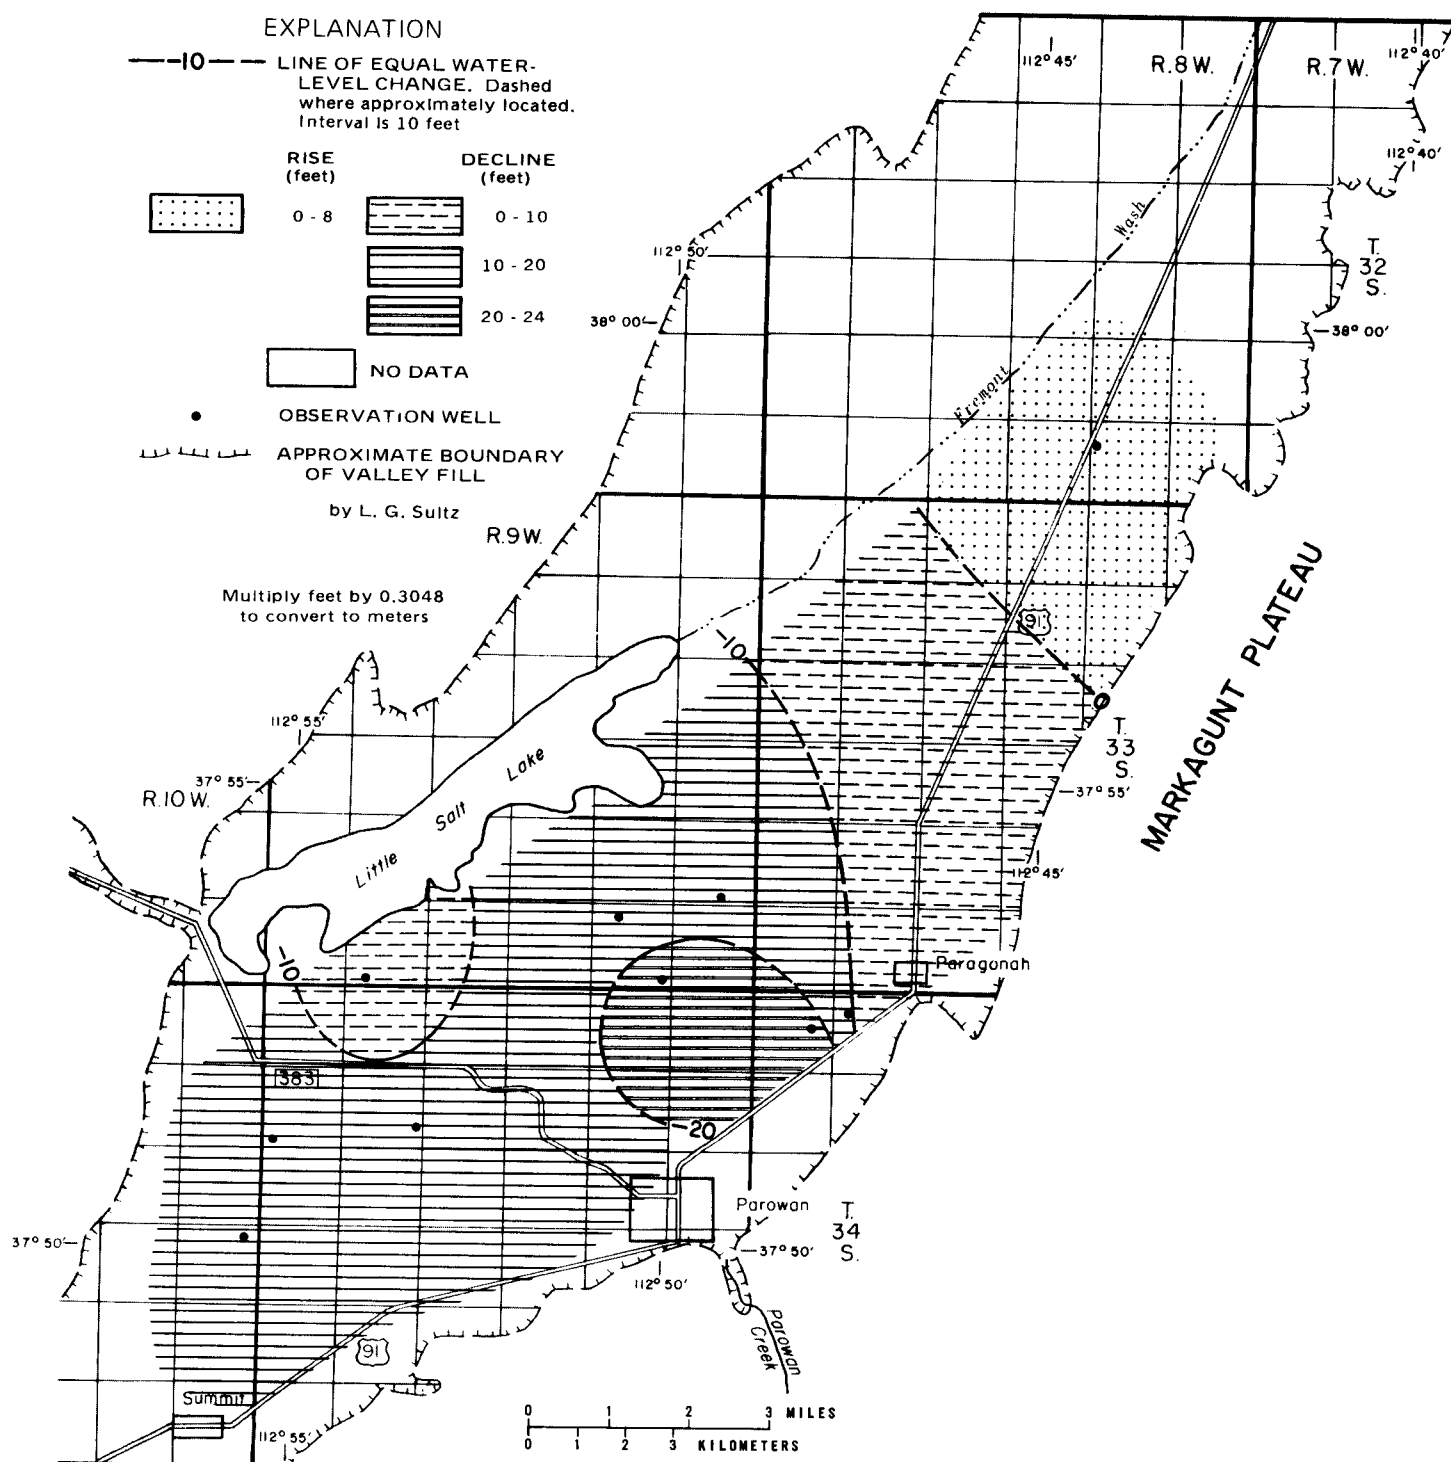 EXPLANATION
-10
LINE OF EQUAL WATER-
LEVEL CHANGE. Dashed
where approximately located.
Interval is 10 feet
RISE
(feet)
DECLINE
(feet)
0 - 8
0 - 10
10 - 20
20 - 24
NO DATA
OBSERVATION WELL
APPROXIMATE BOUNDARY
OF VALLEY FILL
by L. G. Sultz
Multiply feet by 0.3048
to convert to meters
112° 45'
R.8W.
R.7W.
112° 40'
112° 40'
Wash
112° 50'
T.
32
S.
38° 00'
38° 00'
Fremont
R.9W.
91
-10
MARKAGUNT PLATEAU
0
112° 55'
T.
33
S.
37° 55'
37° 55'
R.10W.
Little Salt Lake
112° 45'
-10
Paragonah
383
-20
Parowan
T.
34
S.
37° 50'
37° 50'
112° 50'
Parowan
Creek
91
Summit
112° 55'
0 1 2 3 MILES
0 1 2 3 KILOMETERS